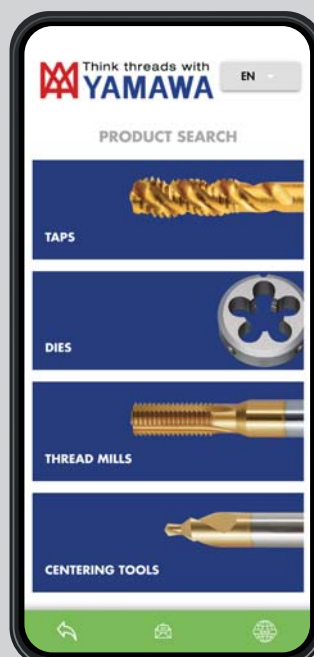 Think threads with
YAMAWA
EN
PRODUCT SEARCH
TAPS
DIES
THREAD MILLS
CENTERING TOOLS